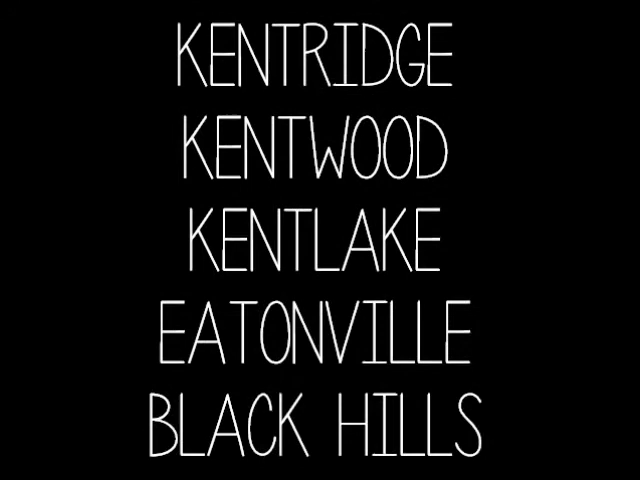 KENTRIDGE
KENTWOOD
KENTLAKE
EATONVILLE
BLACK HILLS